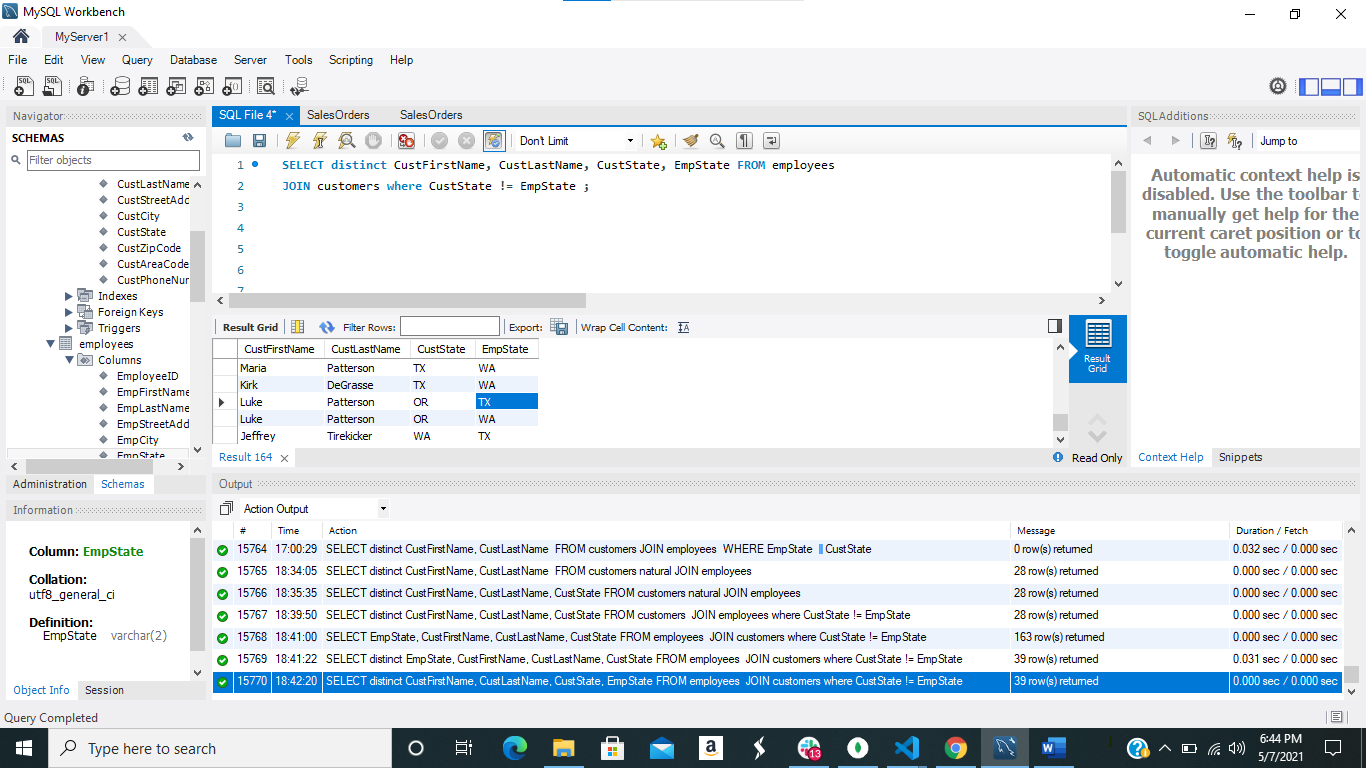 MySQL Workbench
MyServer1
File Edit View Query Database Server Tools Scripting Help
Navigator
SCHEMAS
Filter objects
CustLastName
CustStreetAdd
CustCity
CustState
CustZipCode
CustAreaCode
CustPhoneNur
Indexes
Foreign Keys
Triggers
employees
Columns
EmployeeID
EmpFirstName
EmpLastName
EmpStreetAdd
EmpCity
EmpState
Administration Schemas
Information
Column: EmpState
Collation:
utf8_general_ci
Definition:
EmpState varchar(2)
Object Info Session
Query Completed
SQL File 4* SalesOrders SalesOrders
Don't Limit
1 SELECT distinct CustFirstName, CustLastName, CustState, EmpState FROM employees
2 JOIN customers where CustState != EmpState ;
3
4
5
6
7
Result Grid Filter Rows: Export: Wrap Cell Content:
CustFirstName CustLastName CustState EmpState
Maria Patterson TX WA
Kirk DeGrasse TX WA
Luke Patterson OR TX
Luke Patterson OR WA
Jeffrey Tirekicker WA TX
Result Grid
Result 164
Read Only
SQLAdditions
Jump to
Automatic context help is
disabled. Use the toolbar t
manually get help for the
current caret position or to
toggle automatic help.
Context Help Snippets
Output
Action Output
# Time Action Message Duration / Fetch
15764 17:00:29 SELECT distinct CustFirstName, CustLastName FROM customers JOIN employees WHERE EmpState CustState 0 row(s) returned 0.032 sec / 0.000 sec
15765 18:34:05 SELECT distinct CustFirstName, CustLastName FROM customers natural JOIN employees 28 row(s) returned 0.000 sec / 0.000 sec
15766 18:35:35 SELECT distinct CustFirstName, CustLastName, CustState FROM customers natural JOIN employees 28 row(s) returned 0.000 sec / 0.000 sec
15767 18:39:50 SELECT distinct CustFirstName, CustLastName, CustState FROM customers JOIN employees where CustState != EmpState 28 row(s) returned 0.000 sec / 0.000 sec
15768 18:41:00 SELECT EmpState, CustFirstName, CustLastName, CustState FROM employees JOIN customers where CustState != EmpState 163 row(s) returned 0.000 sec / 0.000 sec
15769 18:41:22 SELECT distinct EmpState, CustFirstName, CustLastName, CustState FROM employees JOIN customers where CustState != EmpState 39 row(s) returned 0.031 sec / 0.000 sec
15770 18:42:20 SELECT distinct CustFirstName, CustLastName, CustState, EmpState FROM employees JOIN customers where CustState != EmpState 39 row(s) returned 0.000 sec / 0.000 sec
Type here to search
13
6:44 PM
5/7/2021